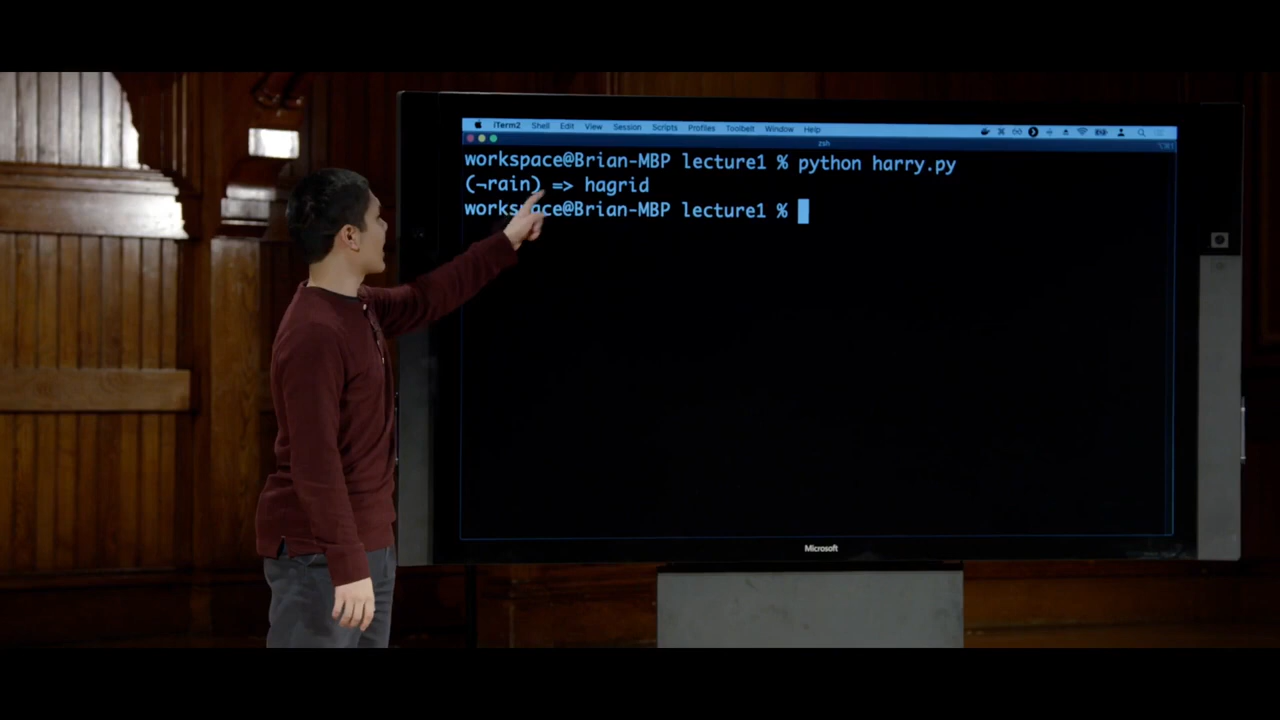 iTerm2 Shell Edit View Session Scripts Profiles Toolbelt Window Help
zsh
workspace@Brian-MBP lecture1 % python harry.py
(¬rain) => hagrid
workspace@Brian-MBP lecture1 %
Microsoft